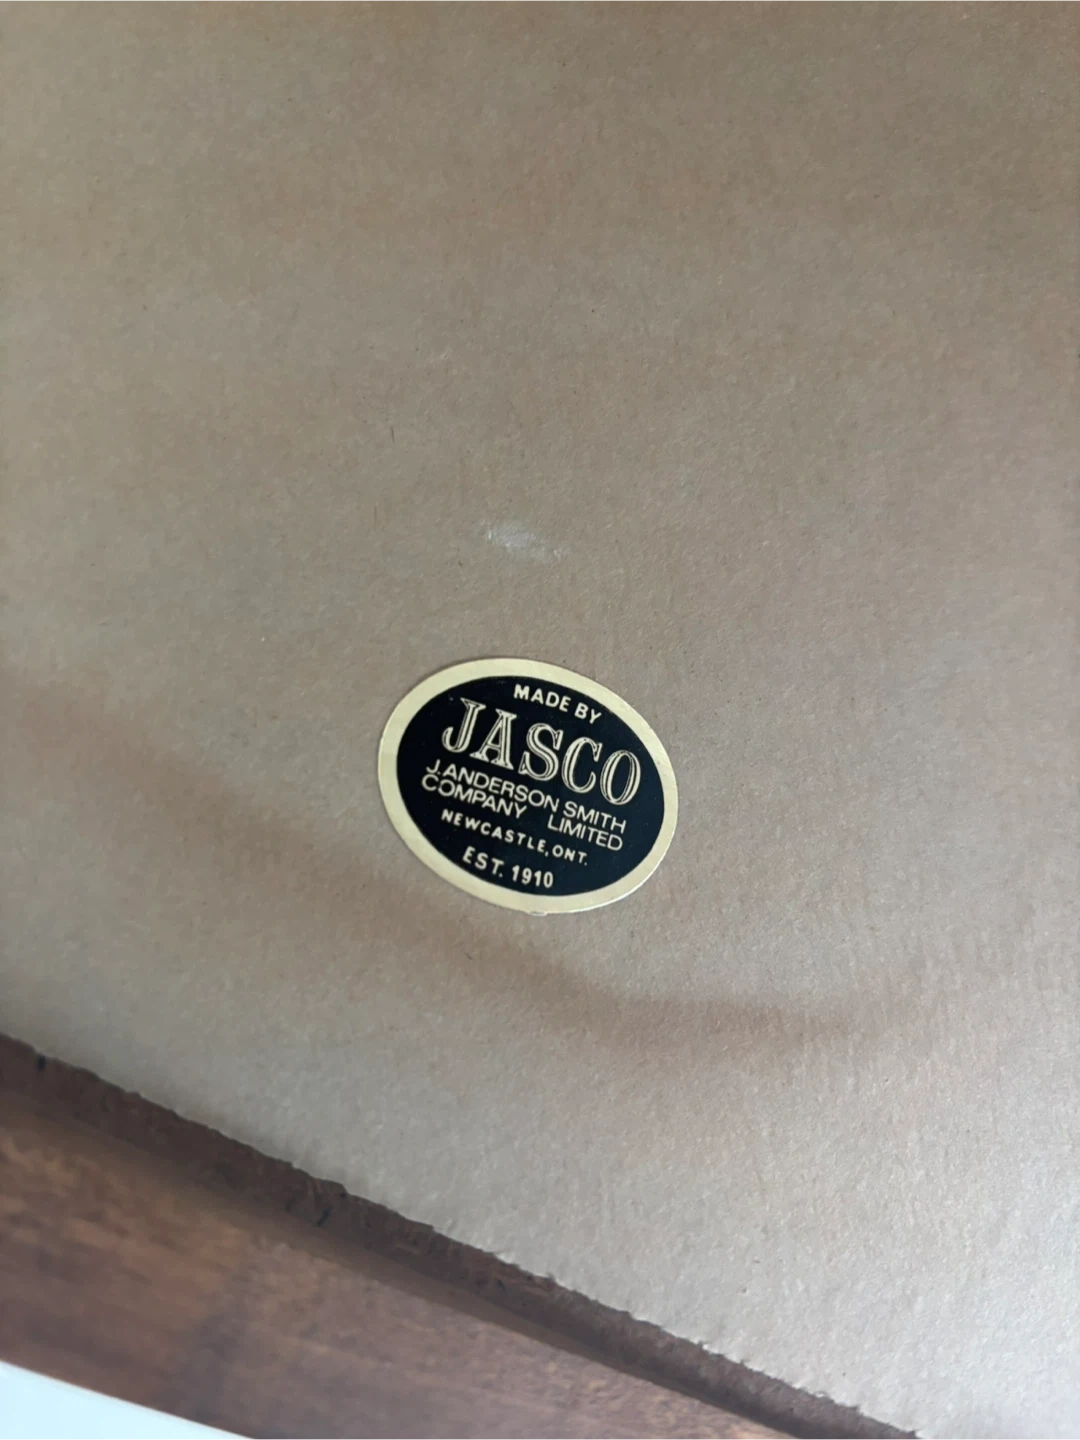 MADE BY
JASCO
J. ANDERSON SMITH
COMPANY LIMITED
NEWCASTLE, ONT.
EST. 1910